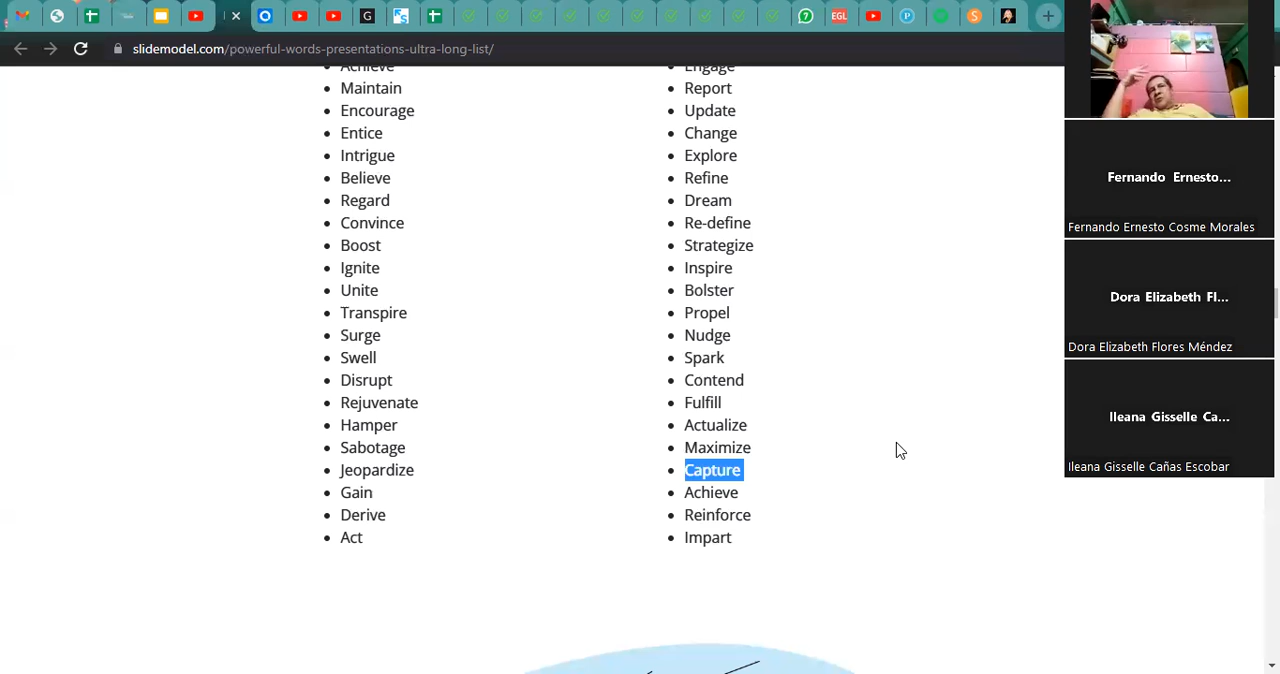 slidemodel.com/powerful-words-presentations-ultra-long-list/
Achieve
Maintain
Encourage
Entice
Intrigue
Believe
Regard
Convince
Boost
Ignite
Unite
Transpire
Surge
Swell
Disrupt
Rejuvenate
Hamper
Sabotage
Jeopardize
Gain
Derive
Act
Engage
Report
Update
Change
Explore
Refine
Dream
Re-define
Strategize
Inspire
Bolster
Propel
Nudge
Spark
Contend
Fulfill
Actualize
Maximize
Capture
Achieve
Reinforce
Impart
Fernando Ernesto...
Fernando Ernesto Cosme Morales
Dora Elizabeth Fl...
Dora Elizabeth Flores Méndez
Ileana Gisselle Ca...
Ileana Gisselle Cañas Escobar